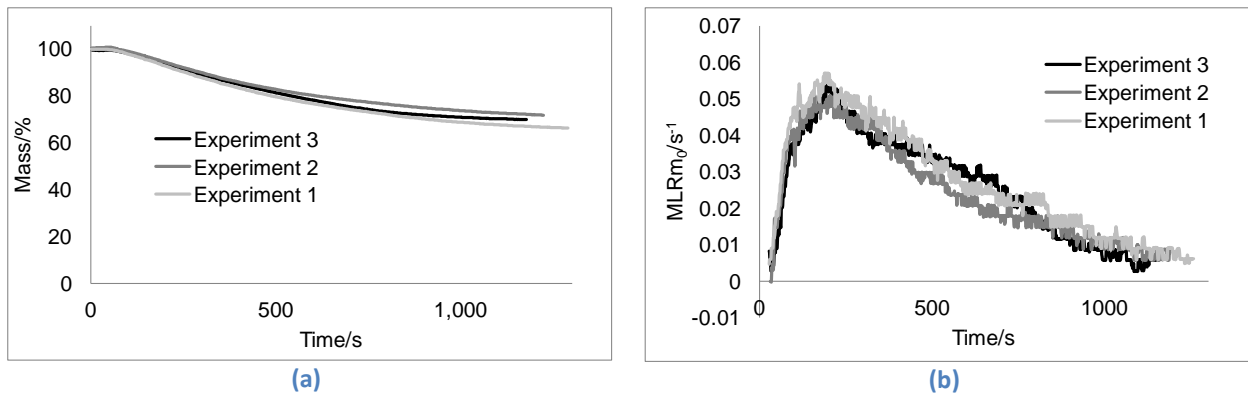 100
80
60
40
20
0
Mass/%
Experiment 3
Experiment 2
Experiment 1
0
500
1,000
Time/s
(a)
0.07
0.06
0.05
0.04
0.03
0.02
0.01
0
-0.01
MLRm0/s-1
Experiment 3
Experiment 2
Experiment 1
0
500
1000
Time/s
(b)